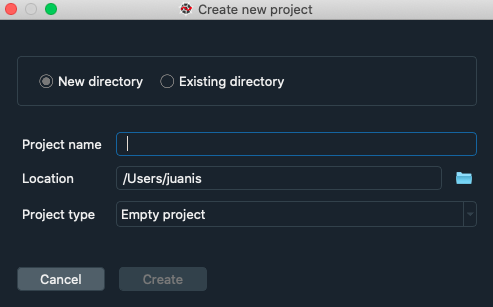 Create new project
New directory Existing directory
Project name
Location /Users/juanis
Project type Empty project
Cancel Create